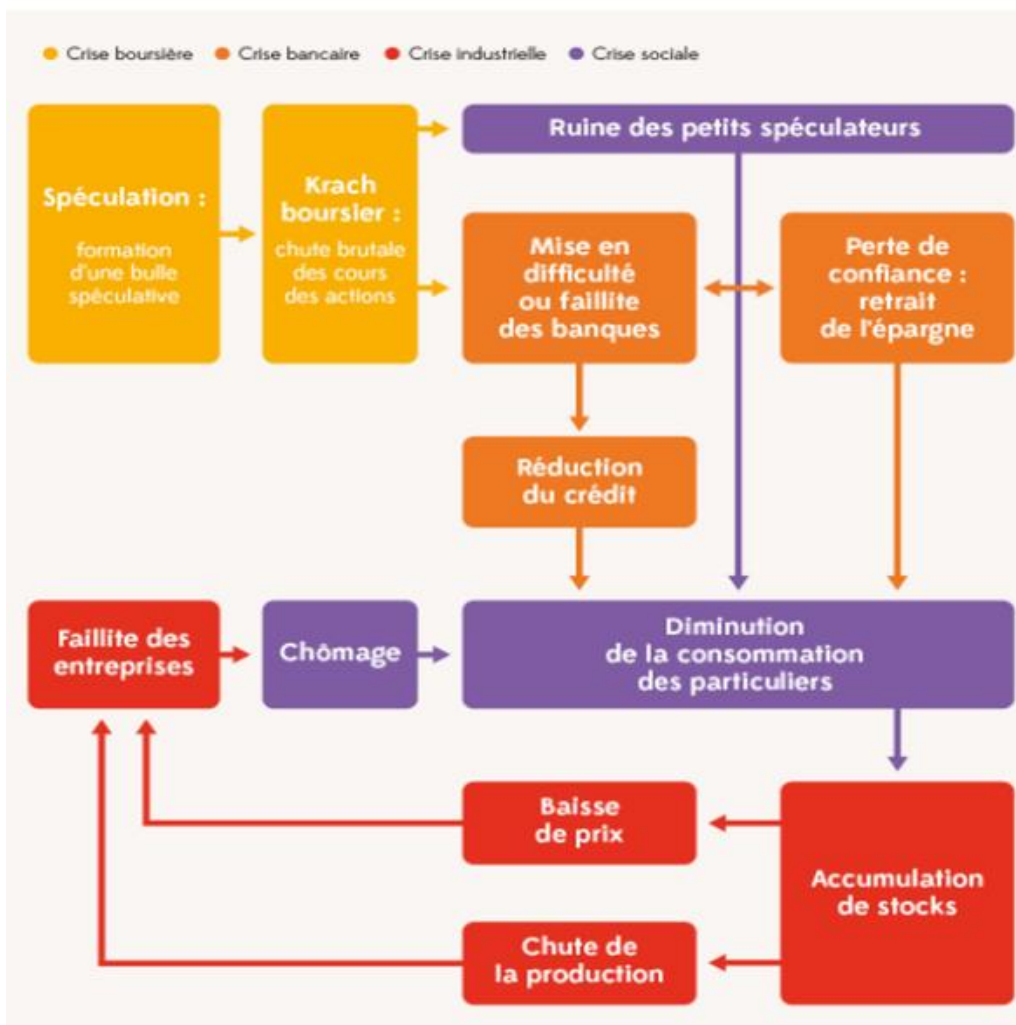 Crise boursière
Crise bancaire
Crise industrielle
Crise sociale
Spéculation :
formation
d'une bulle
spéculative
Krach
boursier :
chute brutale
des cours
des actions
Ruine des petits spéculateurs
Mise en
difficulté
ou faillite
des banques
Perte de
confiance :
retrait
de l'épargne
Réduction
du crédit
Faillite des
entreprises
Chômage
Diminution
de la consommation
des particuliers
Baisse
de prix
Accumulation
de stocks
Chute de
la production